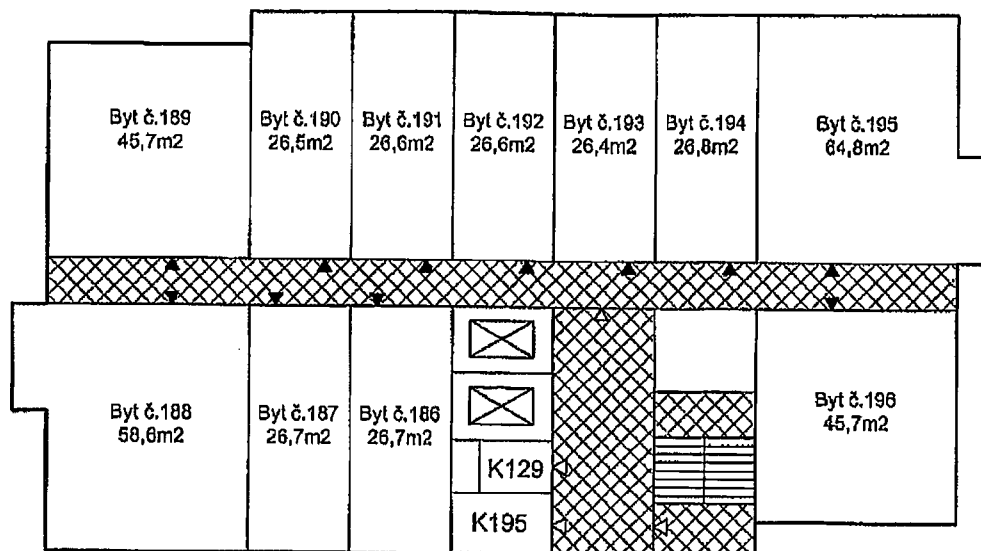 Byt č.189
45,7m2
Byt č.190
26,5m2
Byt č.191
26,6m2
Byt č.192
26,6m2
Byt č.193
26,4m2
Byt č.194
26,8m2
Byt č.195
64,8m2
Byt č.188
58,6m2
Byt č.187
26,7m2
Byt č.186
26,7m2
K129
K195
Byt č.196
45,7m2